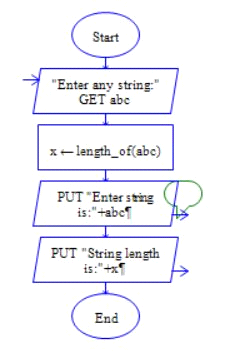 Start
"Enter any string:"
GET abc
x ← length_of(abc)
PUT "Enter string
is:"+abc¶
PUT "String length
is:"+x¶
End